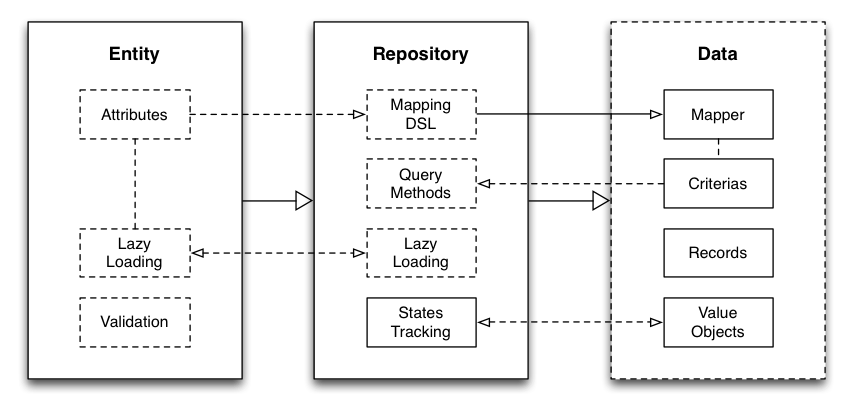 Entity
Attributes
Lazy
Loading
Validation
Repository
Mapping
DSL
Query
Methods
Lazy
Loading
States
Tracking
Data
Mapper
Criterias
Records
Value
Objects